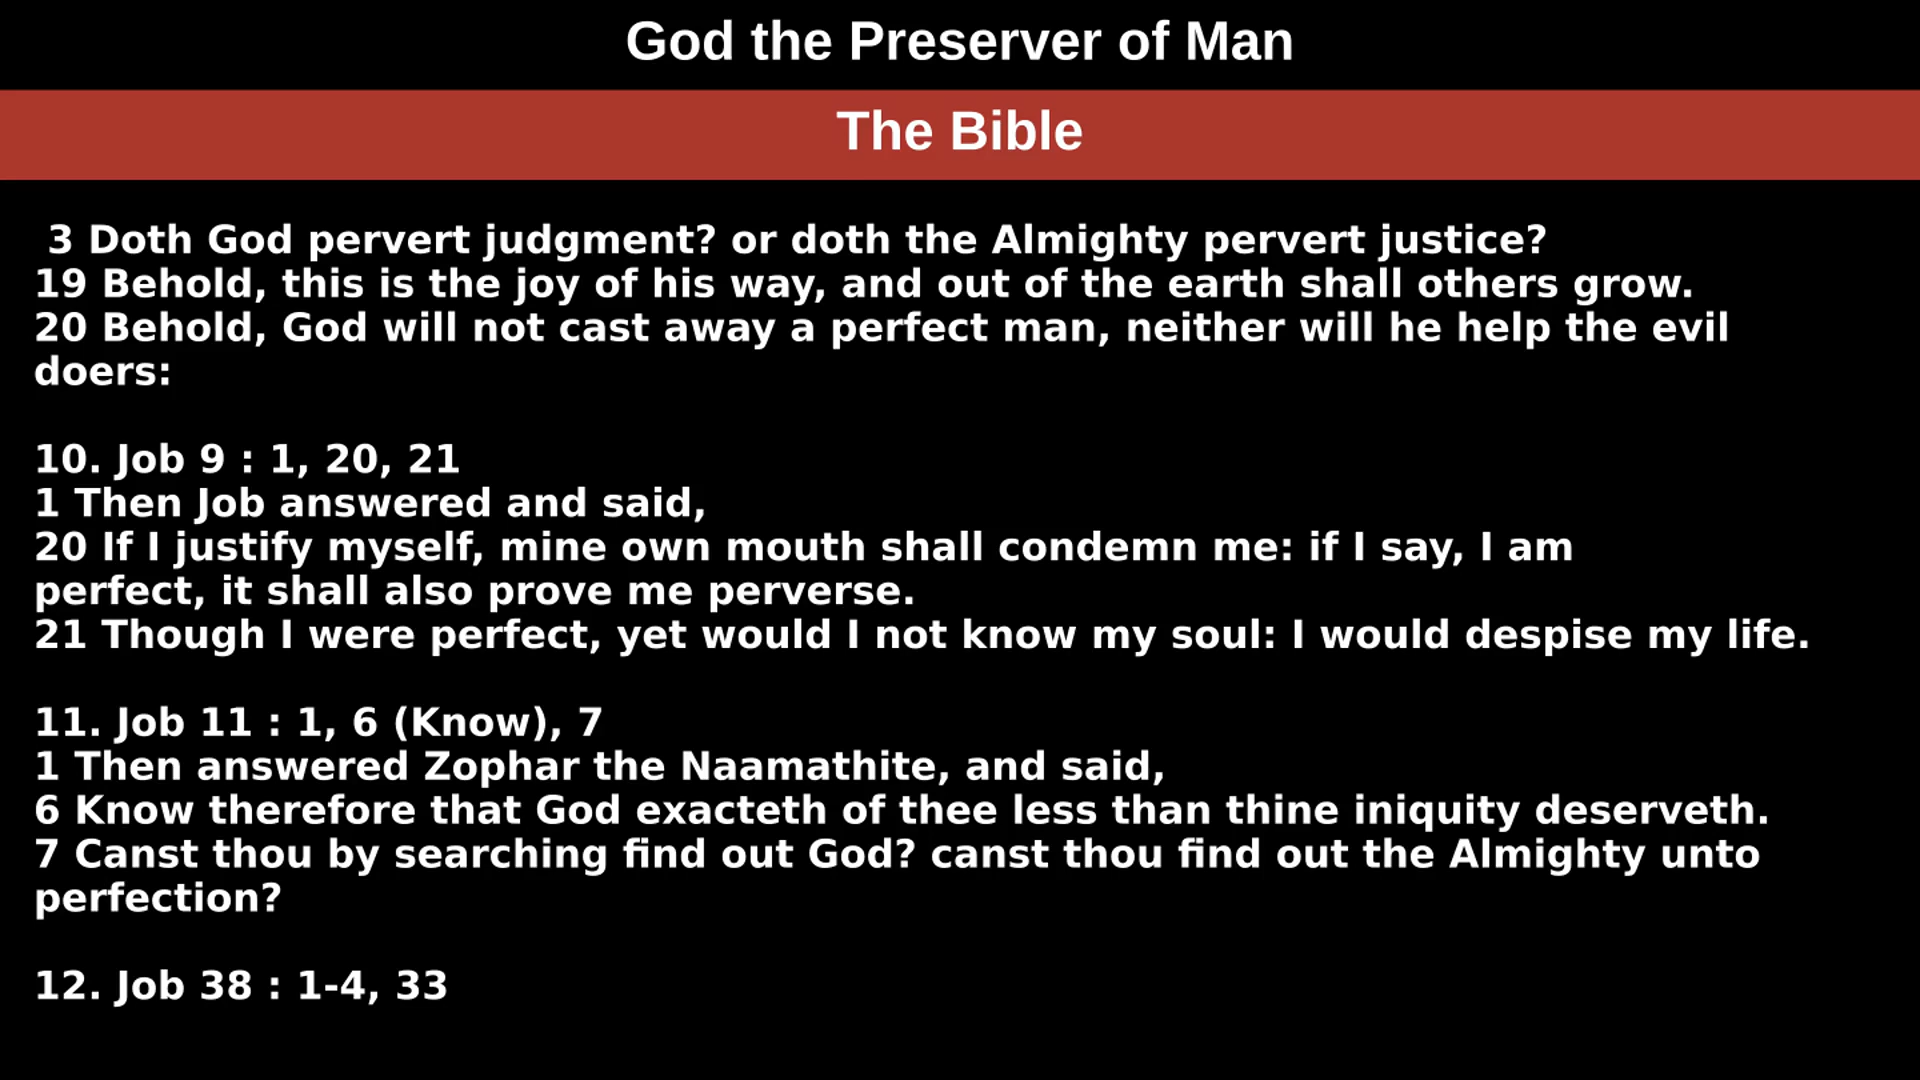 God the Preserver of Man
The Bible
3 Doth God pervert judgment? or doth the Almighty pervert justice?
19 Behold, this is the joy of his way, and out of the earth shall others grow.
20 Behold, God will not cast away a perfect man, neither will he help the evil
doers:
10. Job 9 : 1, 20, 21
1 Then Job answered and said,
20 If I justify myself, mine own mouth shall condemn me: if I say, I am
perfect, it shall also prove me perverse.
21 Though I were perfect, yet would I not know my soul: I would despise my life.
11. Job 11 : 1, 6 (Know), 7
1 Then answered Zophar the Naamathite, and said,
6 Know therefore that God exacteth of thee less than thine iniquity deserveth.
7 Canst thou by searching find out God? canst thou find out the Almighty unto
perfection?
12. Job 38 : 1-4, 33